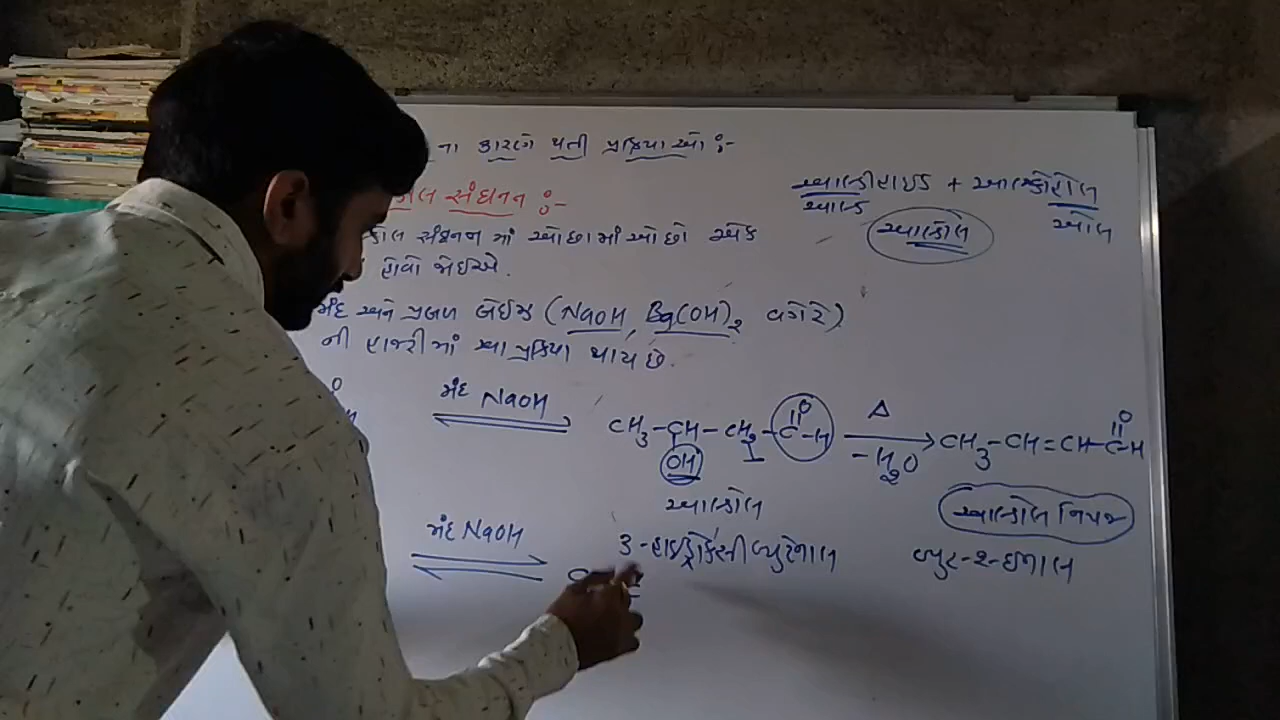 ના કારણે થતી પ્રક્રિયાઓ :-
આલ્ડીહાઇડ + આલ્કોહોલ
આલ્ડ ઓલ
આલ્ડોલ
સંઘનન :-
સંઘનન માં ઓછામાં ઓછો એક
હોવો જોઈએ.
મંદ અને પ્રબળ બેઈઝ (NaOH, Ba(OH)2 વગેરે)
ની હાજરીમાં આ પ્રક્રિયા થાય છે.
મંદ NaOH
CH3-CH-CH2-C-H Δ -H2O CH3-CH=CH-C-H
O O
OH
આલ્ડોલ આલ્ડોલ નિપજ
મંદ NaOH
3-હાઇડ્રોક્સી બ્યુટેનાલ બ્યુટ-2-ઇનાલ